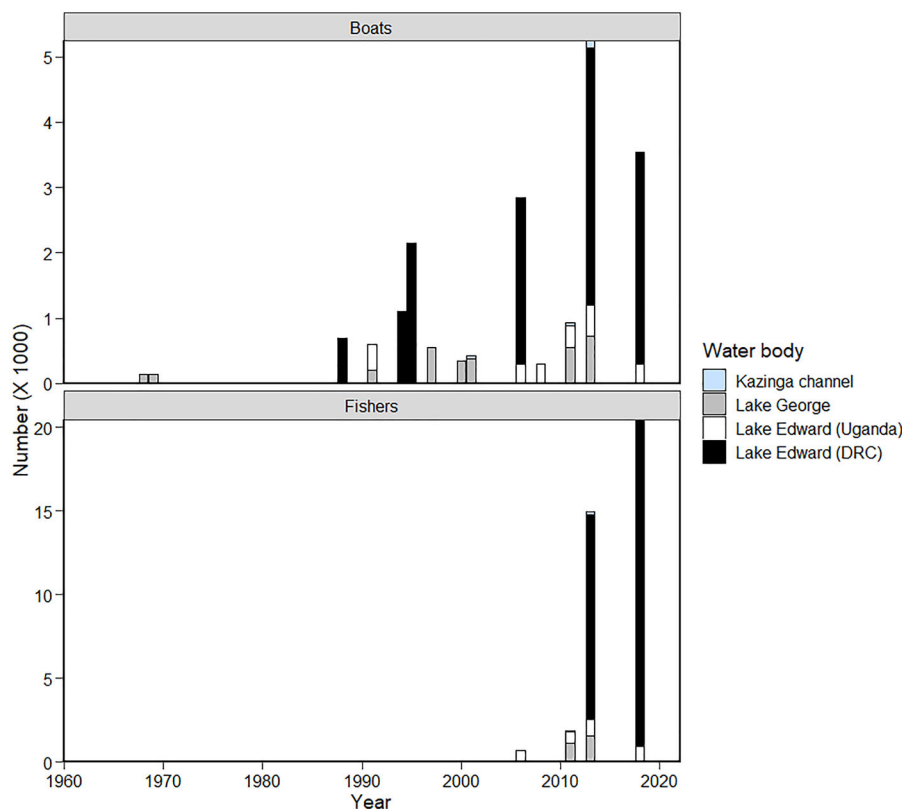 Boats
5
4
3
2
1
0
Fishers
20
15
10
5
0
Number (X 1000)
1960 1970 1980 1990 2000 2010 2020
Year
Water body
Kazinga channel
Lake George
Lake Edward (Uganda)
Lake Edward (DRC)